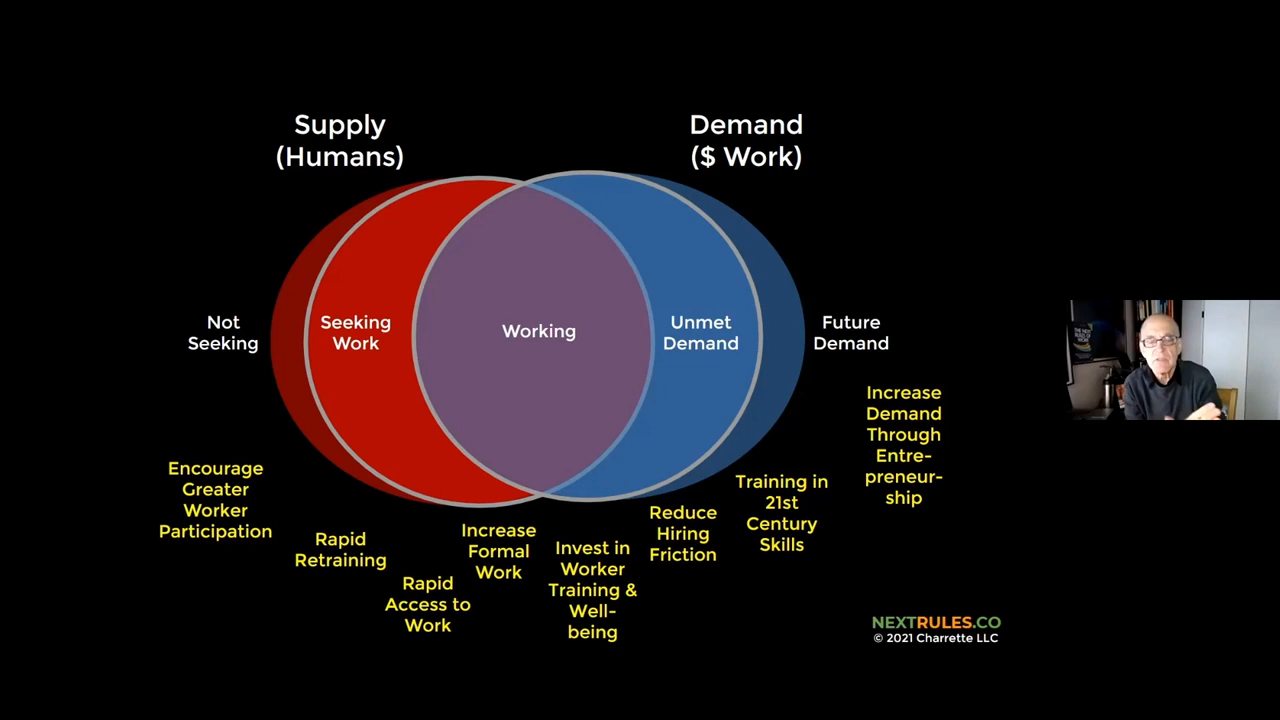 Supply
(Humans)
Demand
($ Work)
Not
Seeking
Seeking
Work
Working
Unmet
Demand
Future
Demand
Encourage
Greater
Worker
Participation
Rapid
Retraining
Rapid
Access to
Work
Increase
Formal
Work
Invest in
Worker
Training &
Well-
being
Reduce
Hiring
Friction
Training in
21st
Century
Skills
Increase
Demand
Through
Entre-
preneur-
ship
NEXTRULES.CO
© 2021 Charrette LLC